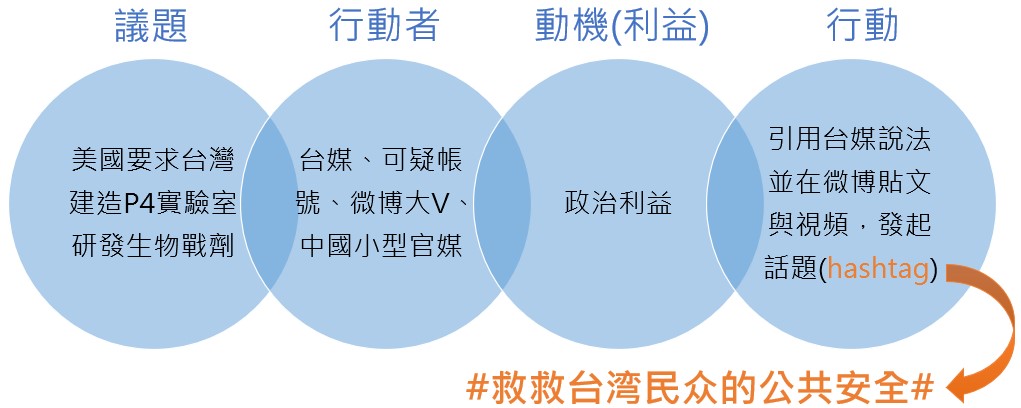 議題
行動者
動機(利益)
行動
美國要求台灣
建造P4實驗室
研發生物戰劑
台媒、可疑帳
號、微博大V、
中國小型官媒
政治利益
引用台媒說法
並在微博貼文
與視頻，發起
話題(hashtag)
#救救台湾民众的公共安全#